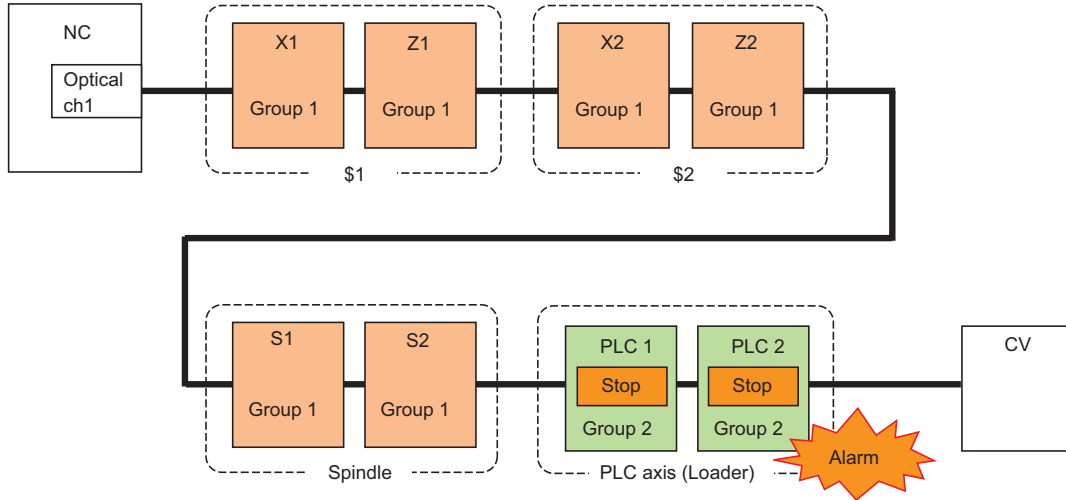 NC
Optical
ch1
X1
Group 1
Z1
Group 1
$1
X2
Group 1
Z2
Group 1
$2
S1
Group 1
S2
Group 1
Spindle
PLC 1
Stop
Group 2
PLC 2
Stop
Group 2
Alarm
PLC axis (Loader)
CV